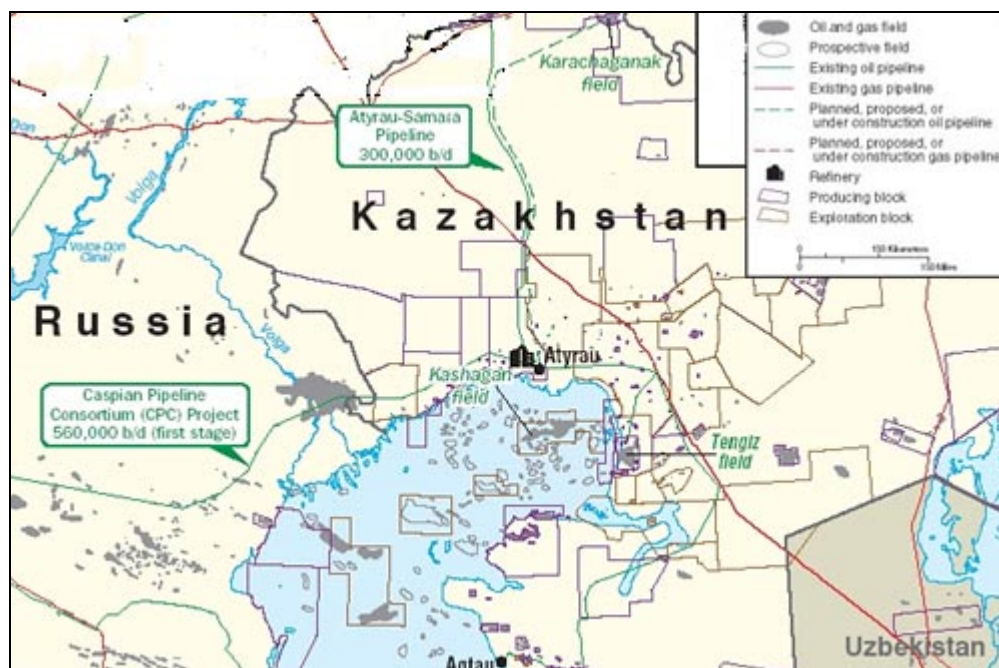 Oil and gas field
Prospective field
Existing oil pipeline
Existing gas pipeline
Planned, proposed, or
under construction oil pipeline
Planned, proposed, or
under construction gas pipeline
Refinery
Producing block
Exploration block
0
Karachaganak
field
Atyrau-Samara
Pipeline
300,000 b/d
Don
Volga
Kazakhstan
Volga-Don
Canal
Russia
Volga
Atyrau
Kashagan
field
Caspian Pipeline
Consortium (CPC) Project
560,000 b/d (first stage)
Tengiz
field
Uzbekistan
Aqtau